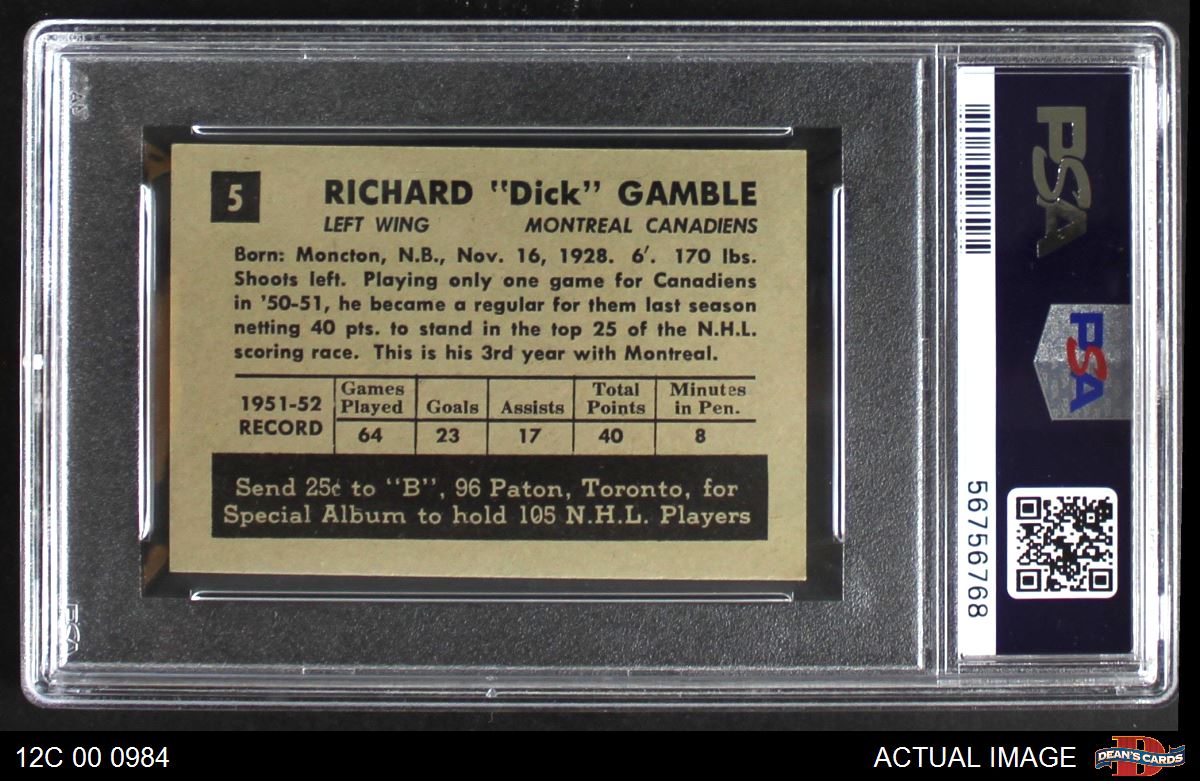 5
RICHARD "Dick" GAMBLE
LEFT WING MONTREAL CANADIENS
Born: Moncton, N.B., Nov. 16, 1928. 6'. 170 lbs.
Shoots left. Playing only one game for Canadiens
in '50-51, he became a regular for them last season
netting 40 pts. to stand in the top 25 of the N.H.L.
scoring race. This is his 3rd year with Montreal.
1951-52 RECORD
Games Played Goals Assists Total Points Minutes in Pen.
64 23 17 40 8
Send 25¢ to "B", 96 Paton, Toronto, for
Special Album to hold 105 N.H.L. Players
PSA
PSA
56756768
PSA
12C 00 0984
ACTUAL IMAGE
D
DEAN'S CARDS